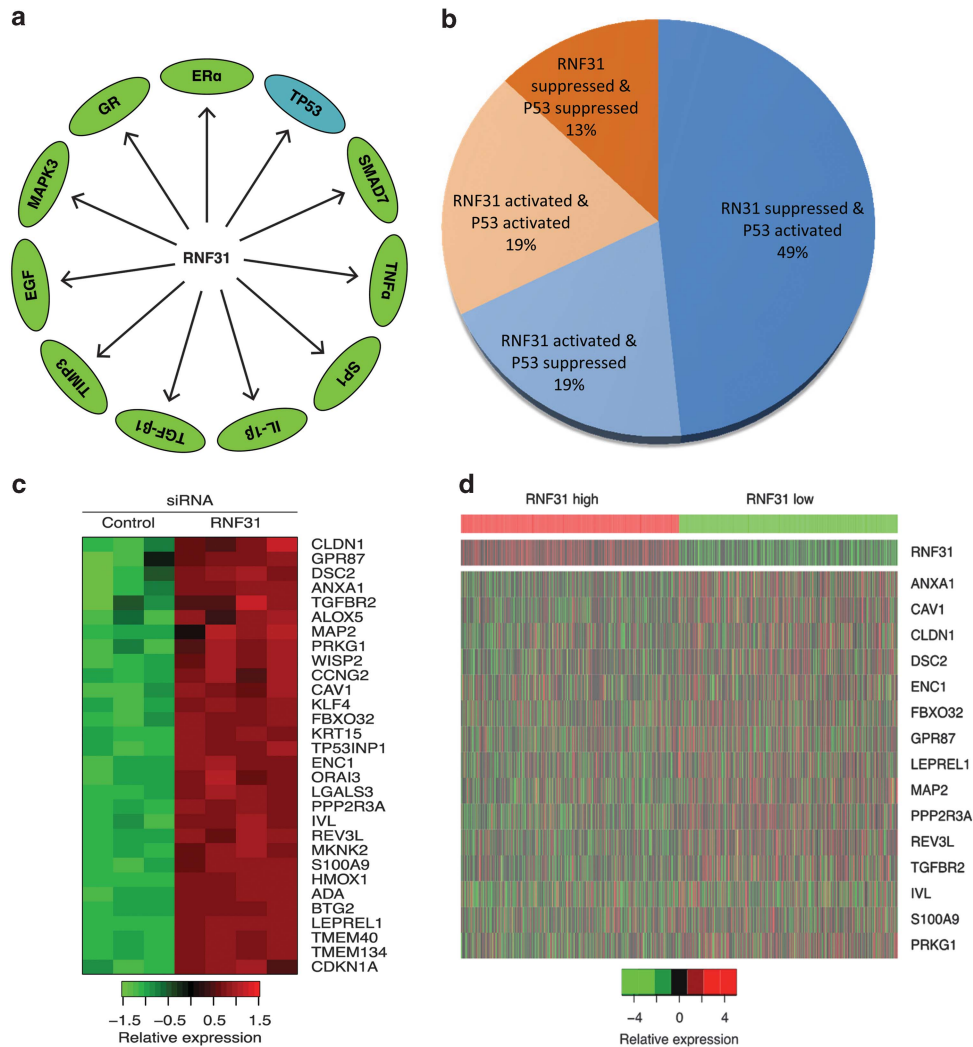 a
ERα
TP53
SMAD7
TNFα
SP1
IL-1β
TGF-β1
TIMP3
EGF
MAPK3
GR
RNF31
b
RNF31
suppressed &
P53 suppressed
13%
RNF31 activated &
P53 activated
19%
RNF31 activated &
P53 suppressed
19%
RN31 suppressed &
P53 activated
49%
c
siRNA
Control RNF31
CLDN1
GPR87
DSC2
ANXA1
TGFBR2
ALOX5
MAP2
PRKG1
WISP2
CCNG2
CAV1
KLF4
FBXO32
KRT15
TP53INP1
ENC1
ORAI3
LGALS3
PPP2R3A
IVL
REV3L
MKNK2
S100A9
HMOX1
ADA
BTG2
LEPREL1
TMEM40
TMEM134
CDKN1A
−1.5 −0.5 0.5 1.5
Relative expression
d
RNF31 high RNF31 low
RNF31
ANXA1
CAV1
CLDN1
DSC2
ENC1
FBXO32
GPR87
LEPREL1
MAP2
PPP2R3A
REV3L
TGFBR2
IVL
S100A9
PRKG1
−4 0 4
Relative expression